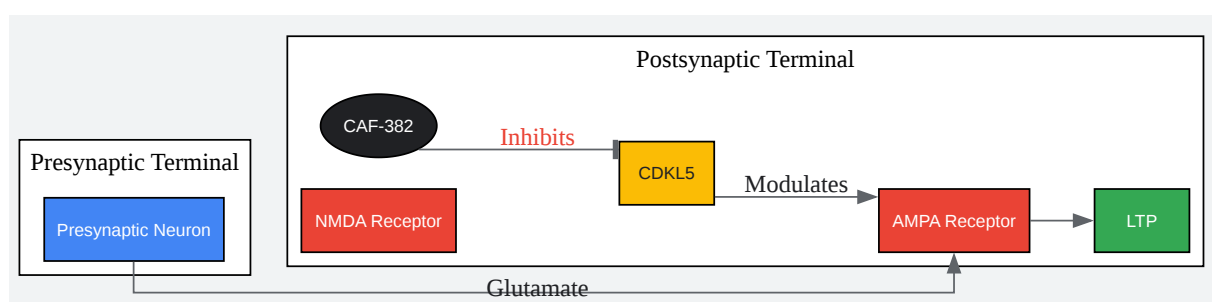 Postsynaptic Terminal
CAF-382
Inhibits
Presynaptic Terminal
CDKL5
Modulates
Presynaptic Neuron
NMDA Receptor
AMPA Receptor
LTP
Glutamate